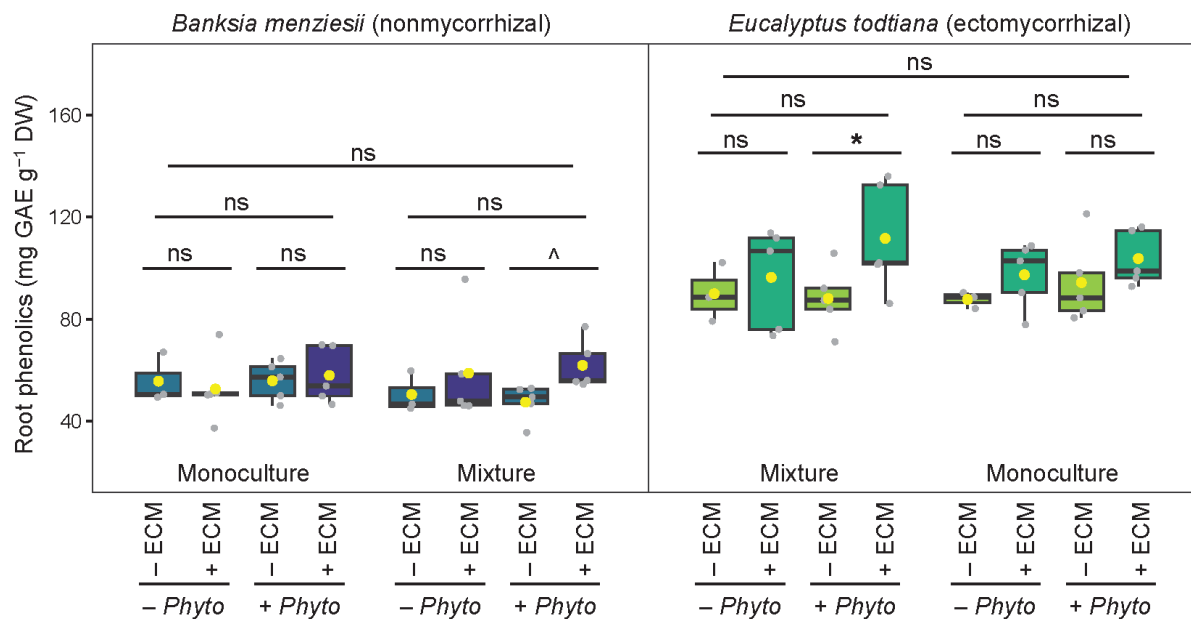 Banksia menziesii (nonmycorrhizal)
Eucalyptus todtiana (ectomycorrhizal)
Root phenolics (mg GAE g⁻¹ DW)
160
120
80
40
ns
ns
ns
ns
ns
ns
^
ns
ns
ns
ns
*
ns
ns
Monoculture
Mixture
Mixture
Monoculture
– ECM
+ ECM
– ECM
+ ECM
– ECM
+ ECM
– ECM
+ ECM
– ECM
+ ECM
– ECM
+ ECM
– ECM
+ ECM
– ECM
+ ECM
– Phyto
+ Phyto
– Phyto
+ Phyto
– Phyto
+ Phyto
– Phyto
+ Phyto